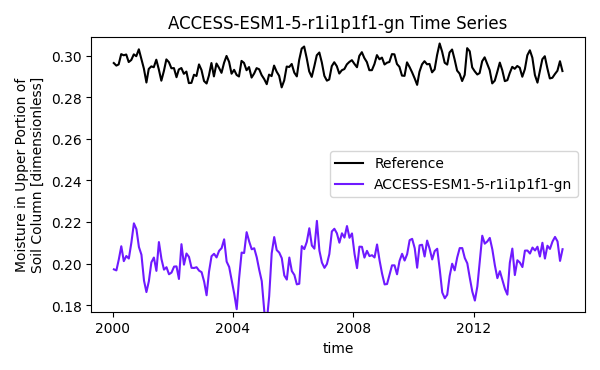 ACCESS-ESM1-5-r1i1p1f1-gn Time Series
Moisture in Upper Portion of
Soil Column [dimensionless]
0.30
0.28
0.26
0.24
0.22
0.20
0.18
Reference
ACCESS-ESM1-5-r1i1p1f1-gn
2000
2004
2008
2012
time